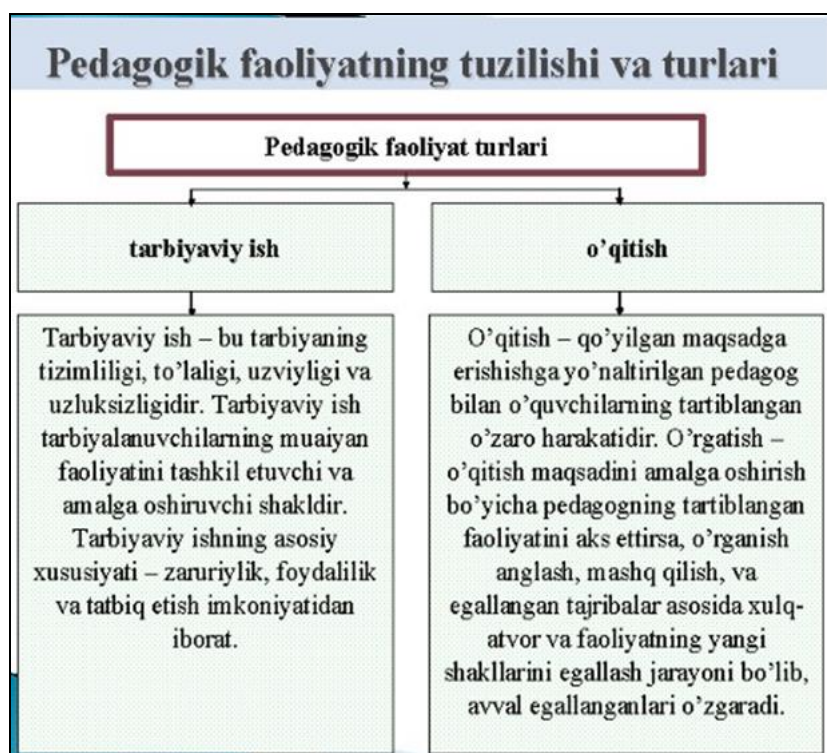 Pedagogik faoliyatning tuzilishi va turlari
Pedagogik faoliyat turlari
tarbiyaviy ish
o’qitish
Tarbiyaviy ish – bu tarbiyaning
tizimliligi, to’laligi, uzviyligi va
uzluksizligidir. Tarbiyaviy ish
tarbiyalanuvchilarning muaiyan
faoliyatini tashkil etuvchi va
amalga oshiruvchi shakldir.
Tarbiyaviy ishning asosiy
xususiyati – zaruriylik, foydalilik
va tatbiq etish imkoniyatidan
iborat.
O’qitish – qo’yilgan maqsadga
erishishga yo’naltirilgan pedagog
bilan o’quvchilarning tartiblangan
o’zaro harakatidir. O’rgatish –
o’qitish maqsadini amalga oshirish
bo’yicha pedagogning tartiblangan
faoliyatini aks ettirsa, o’rganish
anglash, mashq qilish, va
egallangan tajribalar asosida xulq-
atvor va faoliyatning yangi
shakllarini egallash jarayoni bo’lib,
avval egallanganlari o’zgaradi.